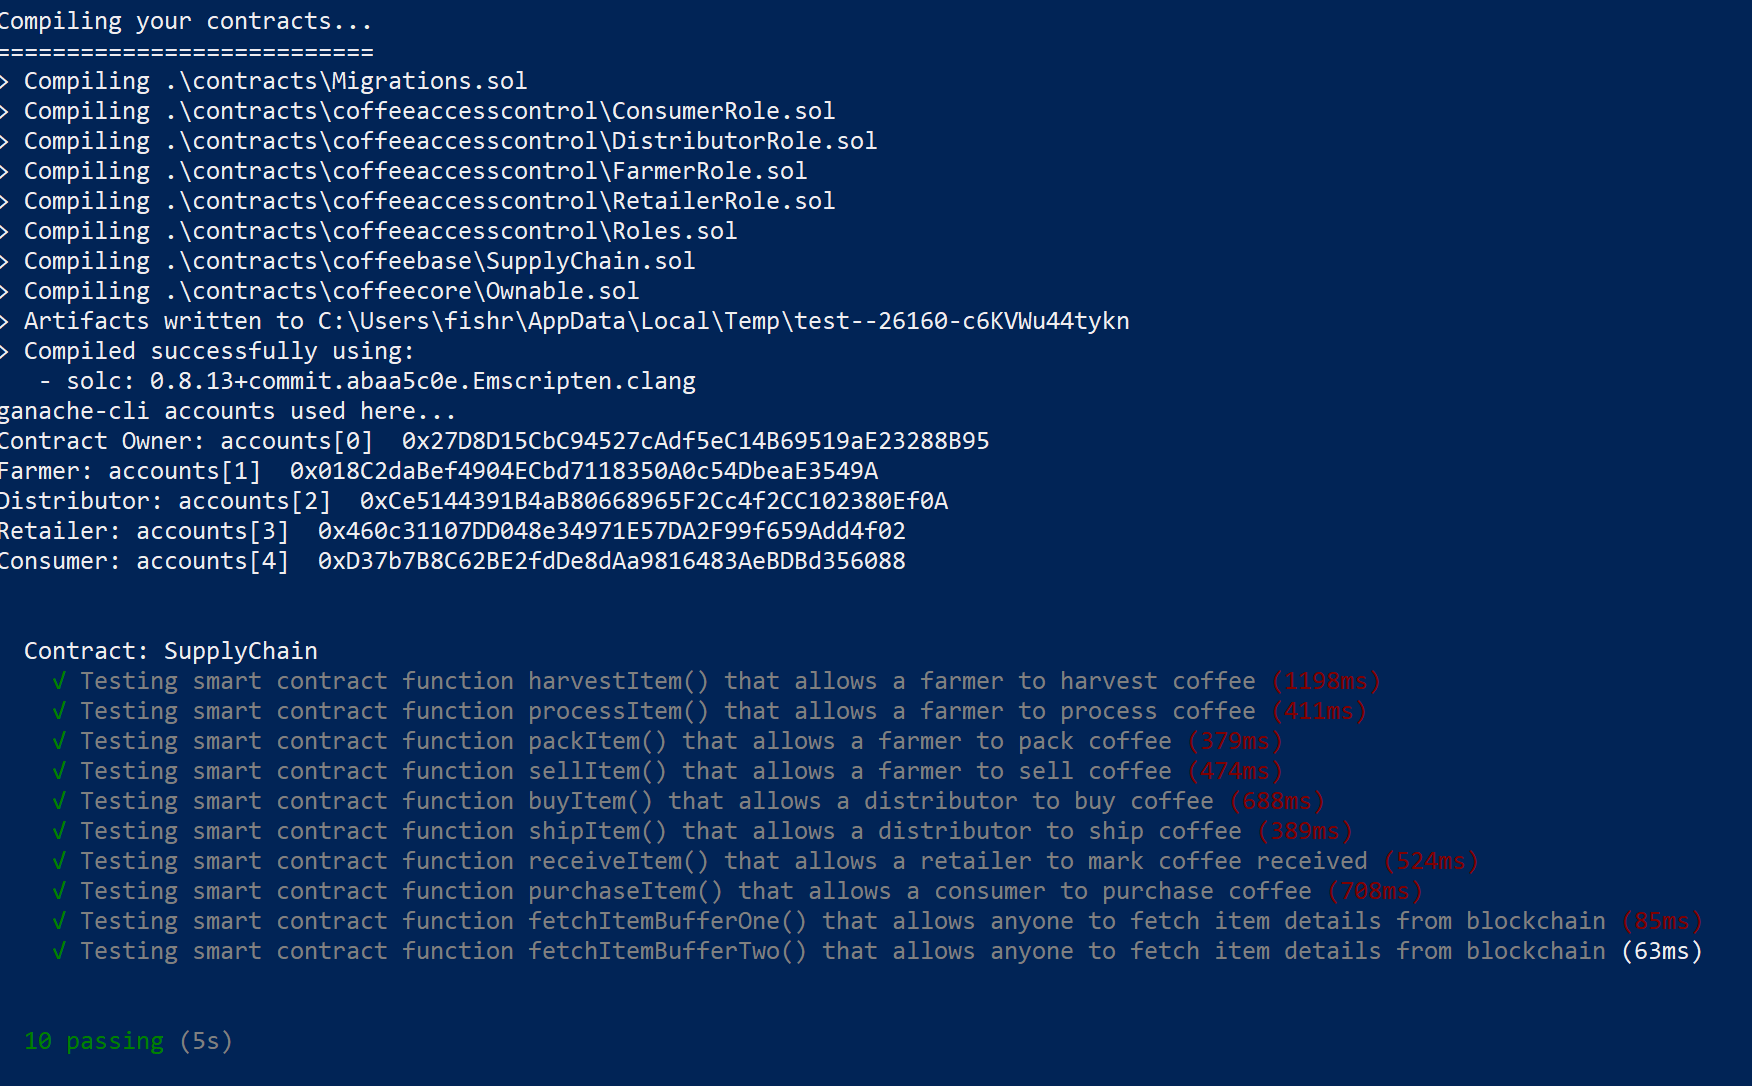 Compiling your contracts...
===========================
> Compiling .\contracts\Migrations.sol
> Compiling .\contracts\coffeeaccesscontrol\ConsumerRole.sol
> Compiling .\contracts\coffeeaccesscontrol\DistributorRole.sol
> Compiling .\contracts\coffeeaccesscontrol\FarmerRole.sol
> Compiling .\contracts\coffeeaccesscontrol\RetailerRole.sol
> Compiling .\contracts\coffeeaccesscontrol\Roles.sol
> Compiling .\contracts\coffeebase\SupplyChain.sol
> Compiling .\contracts\coffeecore\Ownable.sol
> Artifacts written to C:\Users\fishr\AppData\Local\Temp\test--26160-c6KVWu44tykn
> Compiled successfully using:
   - solc: 0.8.13+commit.abaa5c0e.Emscripten.clang
ganache-cli accounts used here...
Contract Owner: accounts[0]  0x27D8D15CbC94527cAdf5eC14B69519aE23288B95
Farmer: accounts[1]  0x018C2daBef4904ECbd7118350A0c54DbeaE3549A
Distributor: accounts[2]  0xCe5144391B4aB80668965F2Cc4f2CC102380Ef0A
Retailer: accounts[3]  0x460c31107DD048e34971E57DA2F99f659Add4f02
Consumer: accounts[4]  0xD37b7B8C62BE2fdDe8dAa9816483AeBDBd356088
  Contract: SupplyChain
    √ Testing smart contract function harvestItem() that allows a farmer to harvest coffee (1198ms)
    √ Testing smart contract function processItem() that allows a farmer to process coffee (411ms)
    √ Testing smart contract function packItem() that allows a farmer to pack coffee (379ms)
    √ Testing smart contract function sellItem() that allows a farmer to sell coffee (474ms)
    √ Testing smart contract function buyItem() that allows a distributor to buy coffee (688ms)
    √ Testing smart contract function shipItem() that allows a distributor to ship coffee (389ms)
    √ Testing smart contract function receiveItem() that allows a retailer to mark coffee received (524ms)
    √ Testing smart contract function purchaseItem() that allows a consumer to purchase coffee (708ms)
    √ Testing smart contract function fetchItemBufferOne() that allows anyone to fetch item details from blockchain (85ms)
    √ Testing smart contract function fetchItemBufferTwo() that allows anyone to fetch item details from blockchain (63ms)
  10 passing (5s)